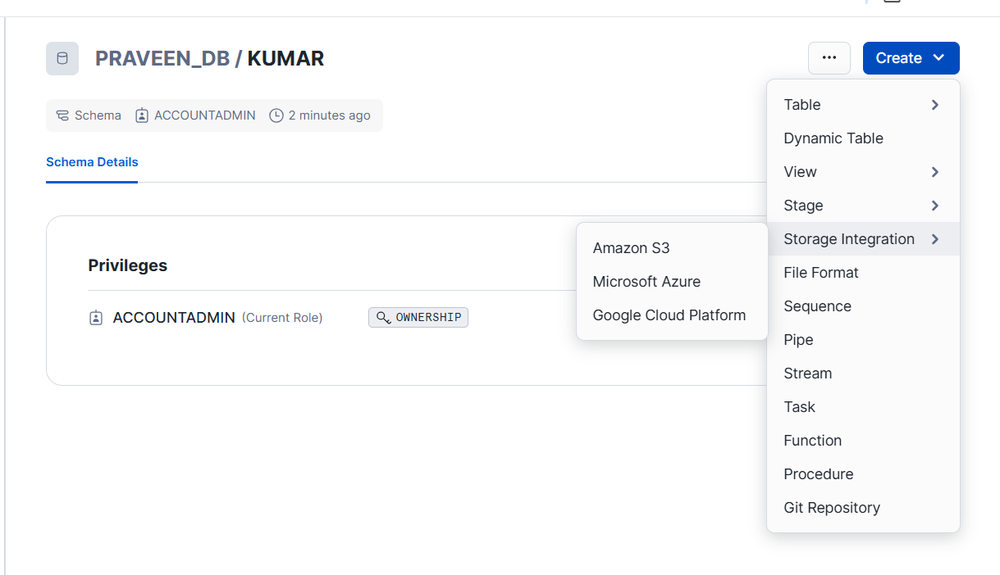 PRAVEEN_DB / KUMAR
... Create
Schema ACCOUNTADMIN 2 minutes ago
Schema Details
Privileges
ACCOUNTADMIN (Current Role) OWNERSHIP
Table
Dynamic Table
View
Stage
Storage Integration
Amazon S3
Microsoft Azure
Google Cloud Platform
File Format
Sequence
Pipe
Stream
Task
Function
Procedure
Git Repository